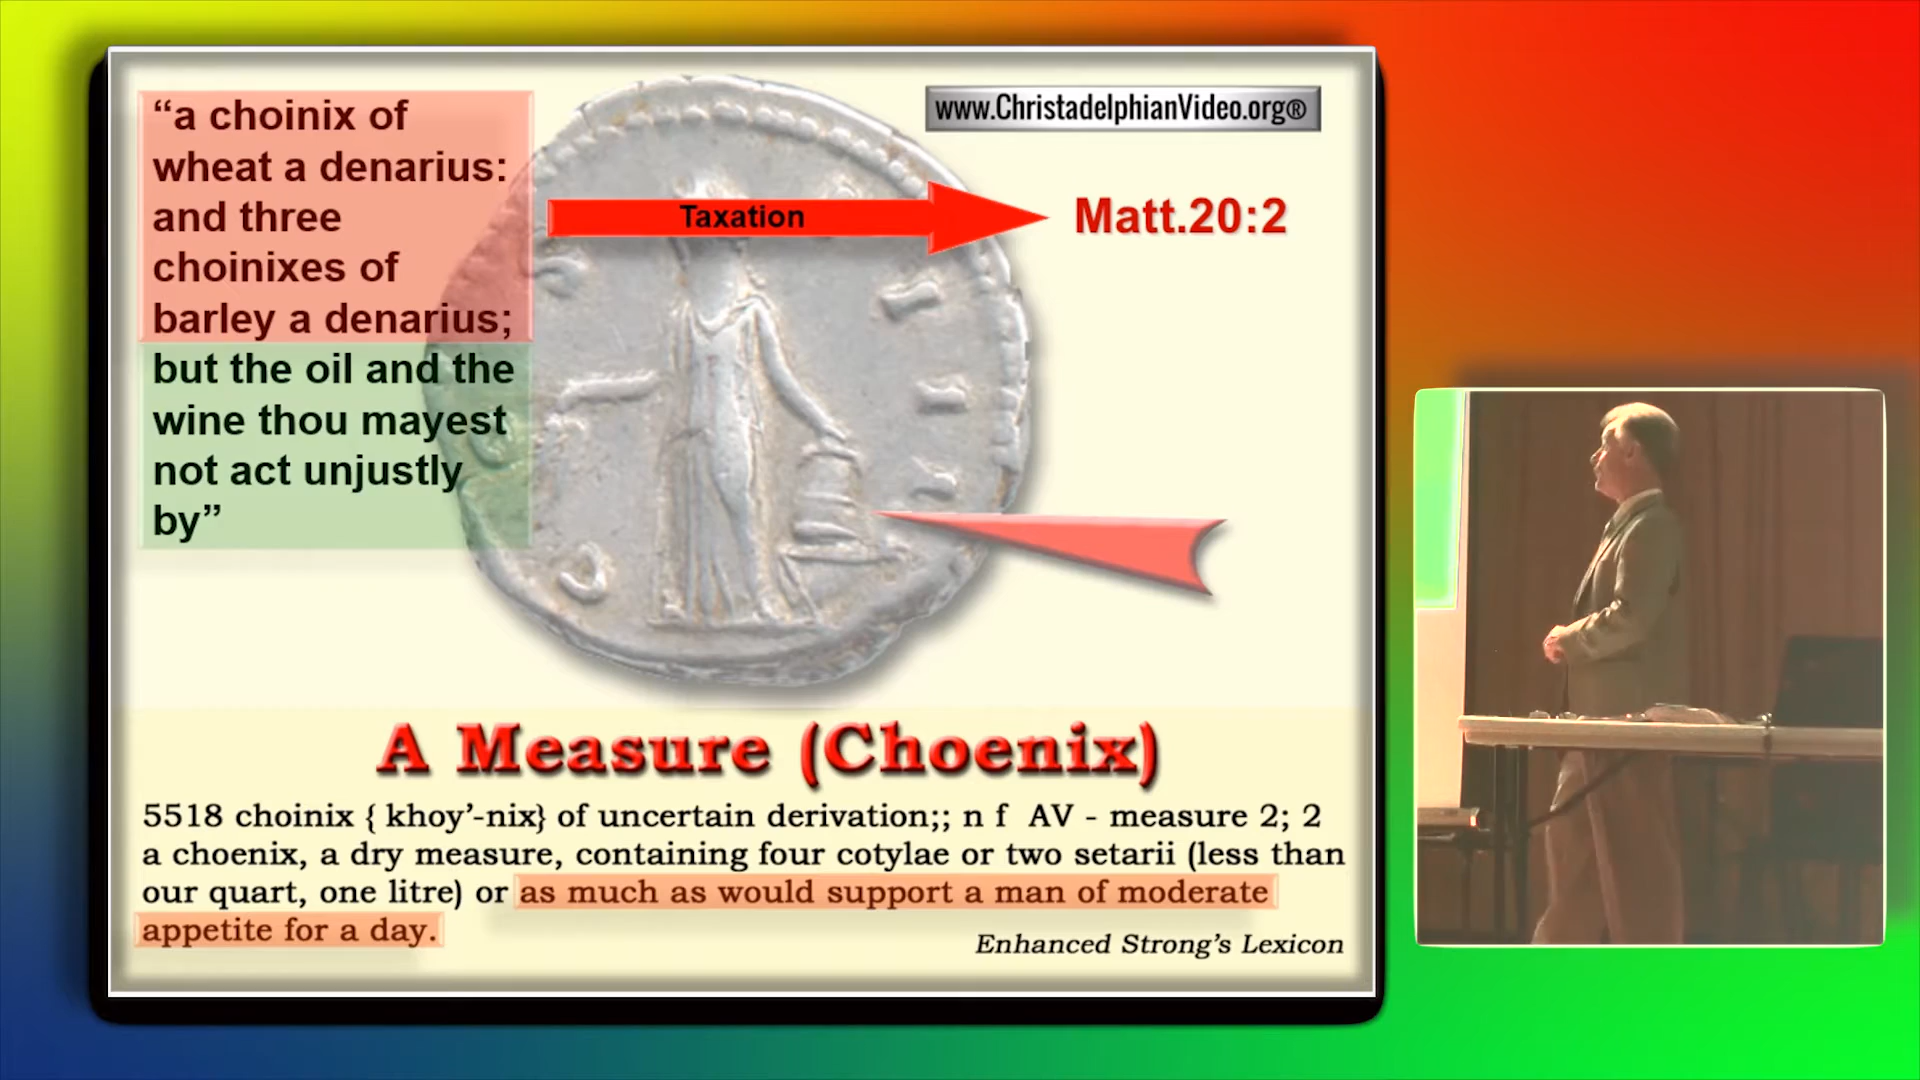 “a choinix of
wheat a denarius:
and three
choinixes of
barley a denarius;
but the oil and the
wine thou mayest
not act unjustly
by”
www.ChristadelphianVideo.org®
Taxation
Matt.20:2
A Measure (Choenix)
5518 choinix { khoy’-nix} of uncertain derivation;; n f AV - measure 2; 2
a choenix, a dry measure, containing four cotylae or two setarii (less than
our quart, one litre) or as much as would support a man of moderate
appetite for a day.
Enhanced Strong’s Lexicon